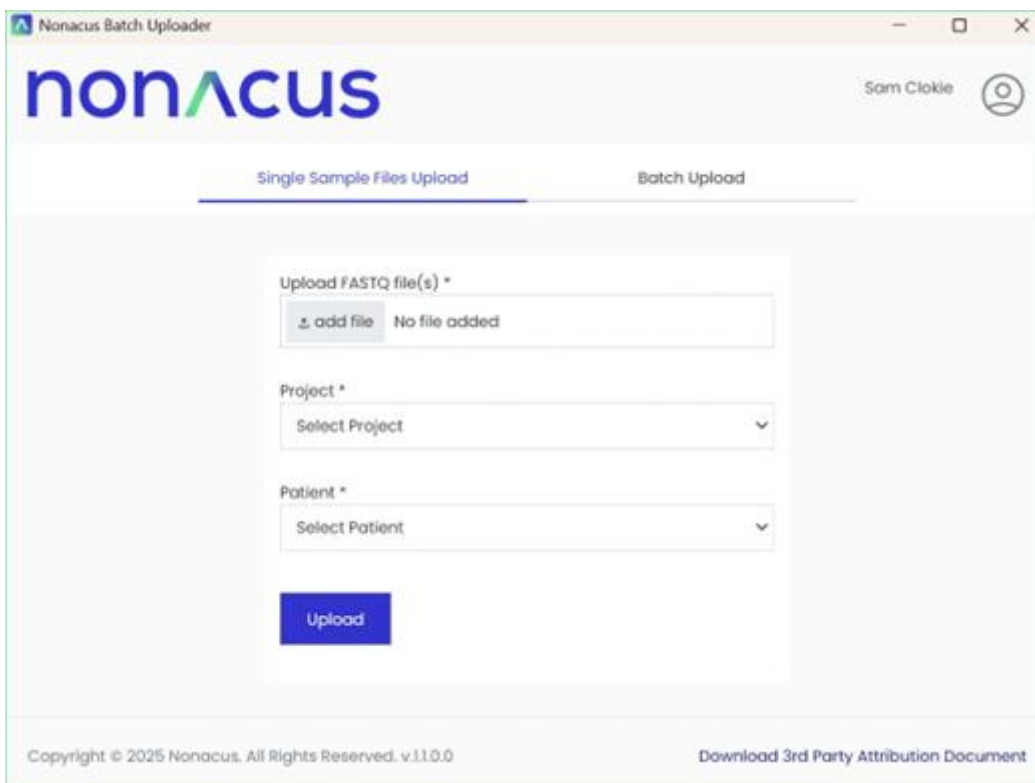 Nonacus Batch Uploader
nonacus
Sam Clokie
Single Sample Files Upload
Batch Upload
Upload FASTQ file(s) *
add file
No file added
Project *
Select Project
Patient *
Select Patient
Upload
Copyright © 2025 Nonacus. All Rights Reserved. v.1.1.0.0
Download 3rd Party Attribution Document